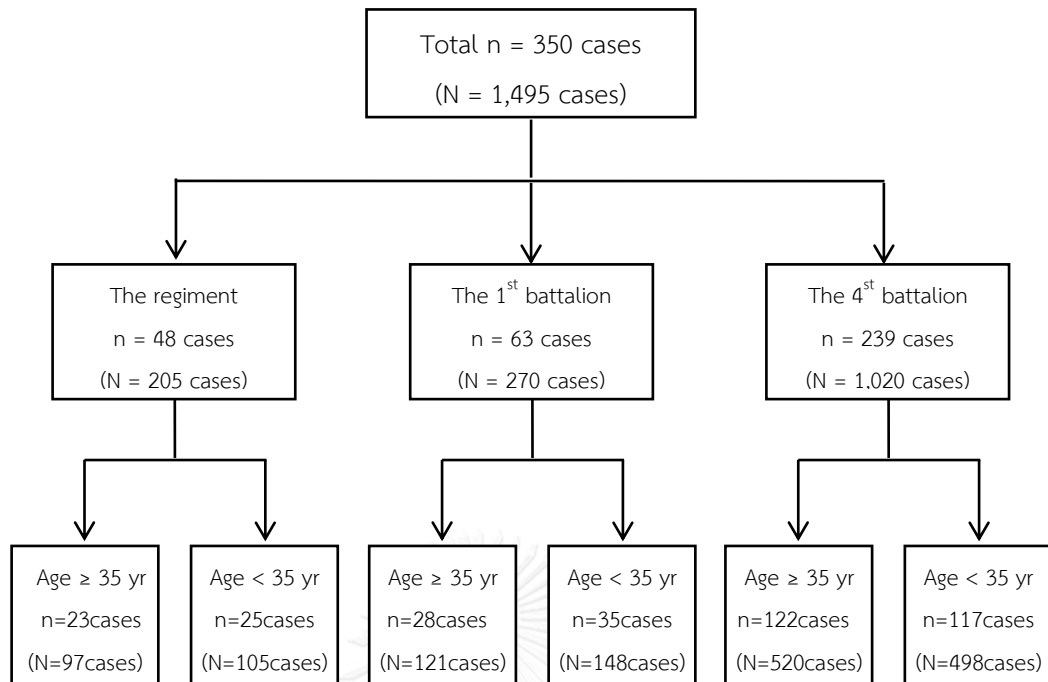 Total n = 350 cases
(N = 1,495 cases)
The regiment
n = 48 cases
(N = 205 cases)
The 1st battalion
n = 63 cases
(N = 270 cases)
The 4st battalion
n = 239 cases
(N = 1,020 cases)
Age ≥ 35 yr
n=23cases
(N=97cases)
Age < 35 yr
n=25cases
(N=105cases)
Age ≥ 35 yr
n=28cases
(N=121cases)
Age < 35 yr
n=35cases
(N=148cases)
Age ≥ 35 yr
n=122cases
(N=520cases)
Age < 35 yr
n=117cases
(N=498cases)